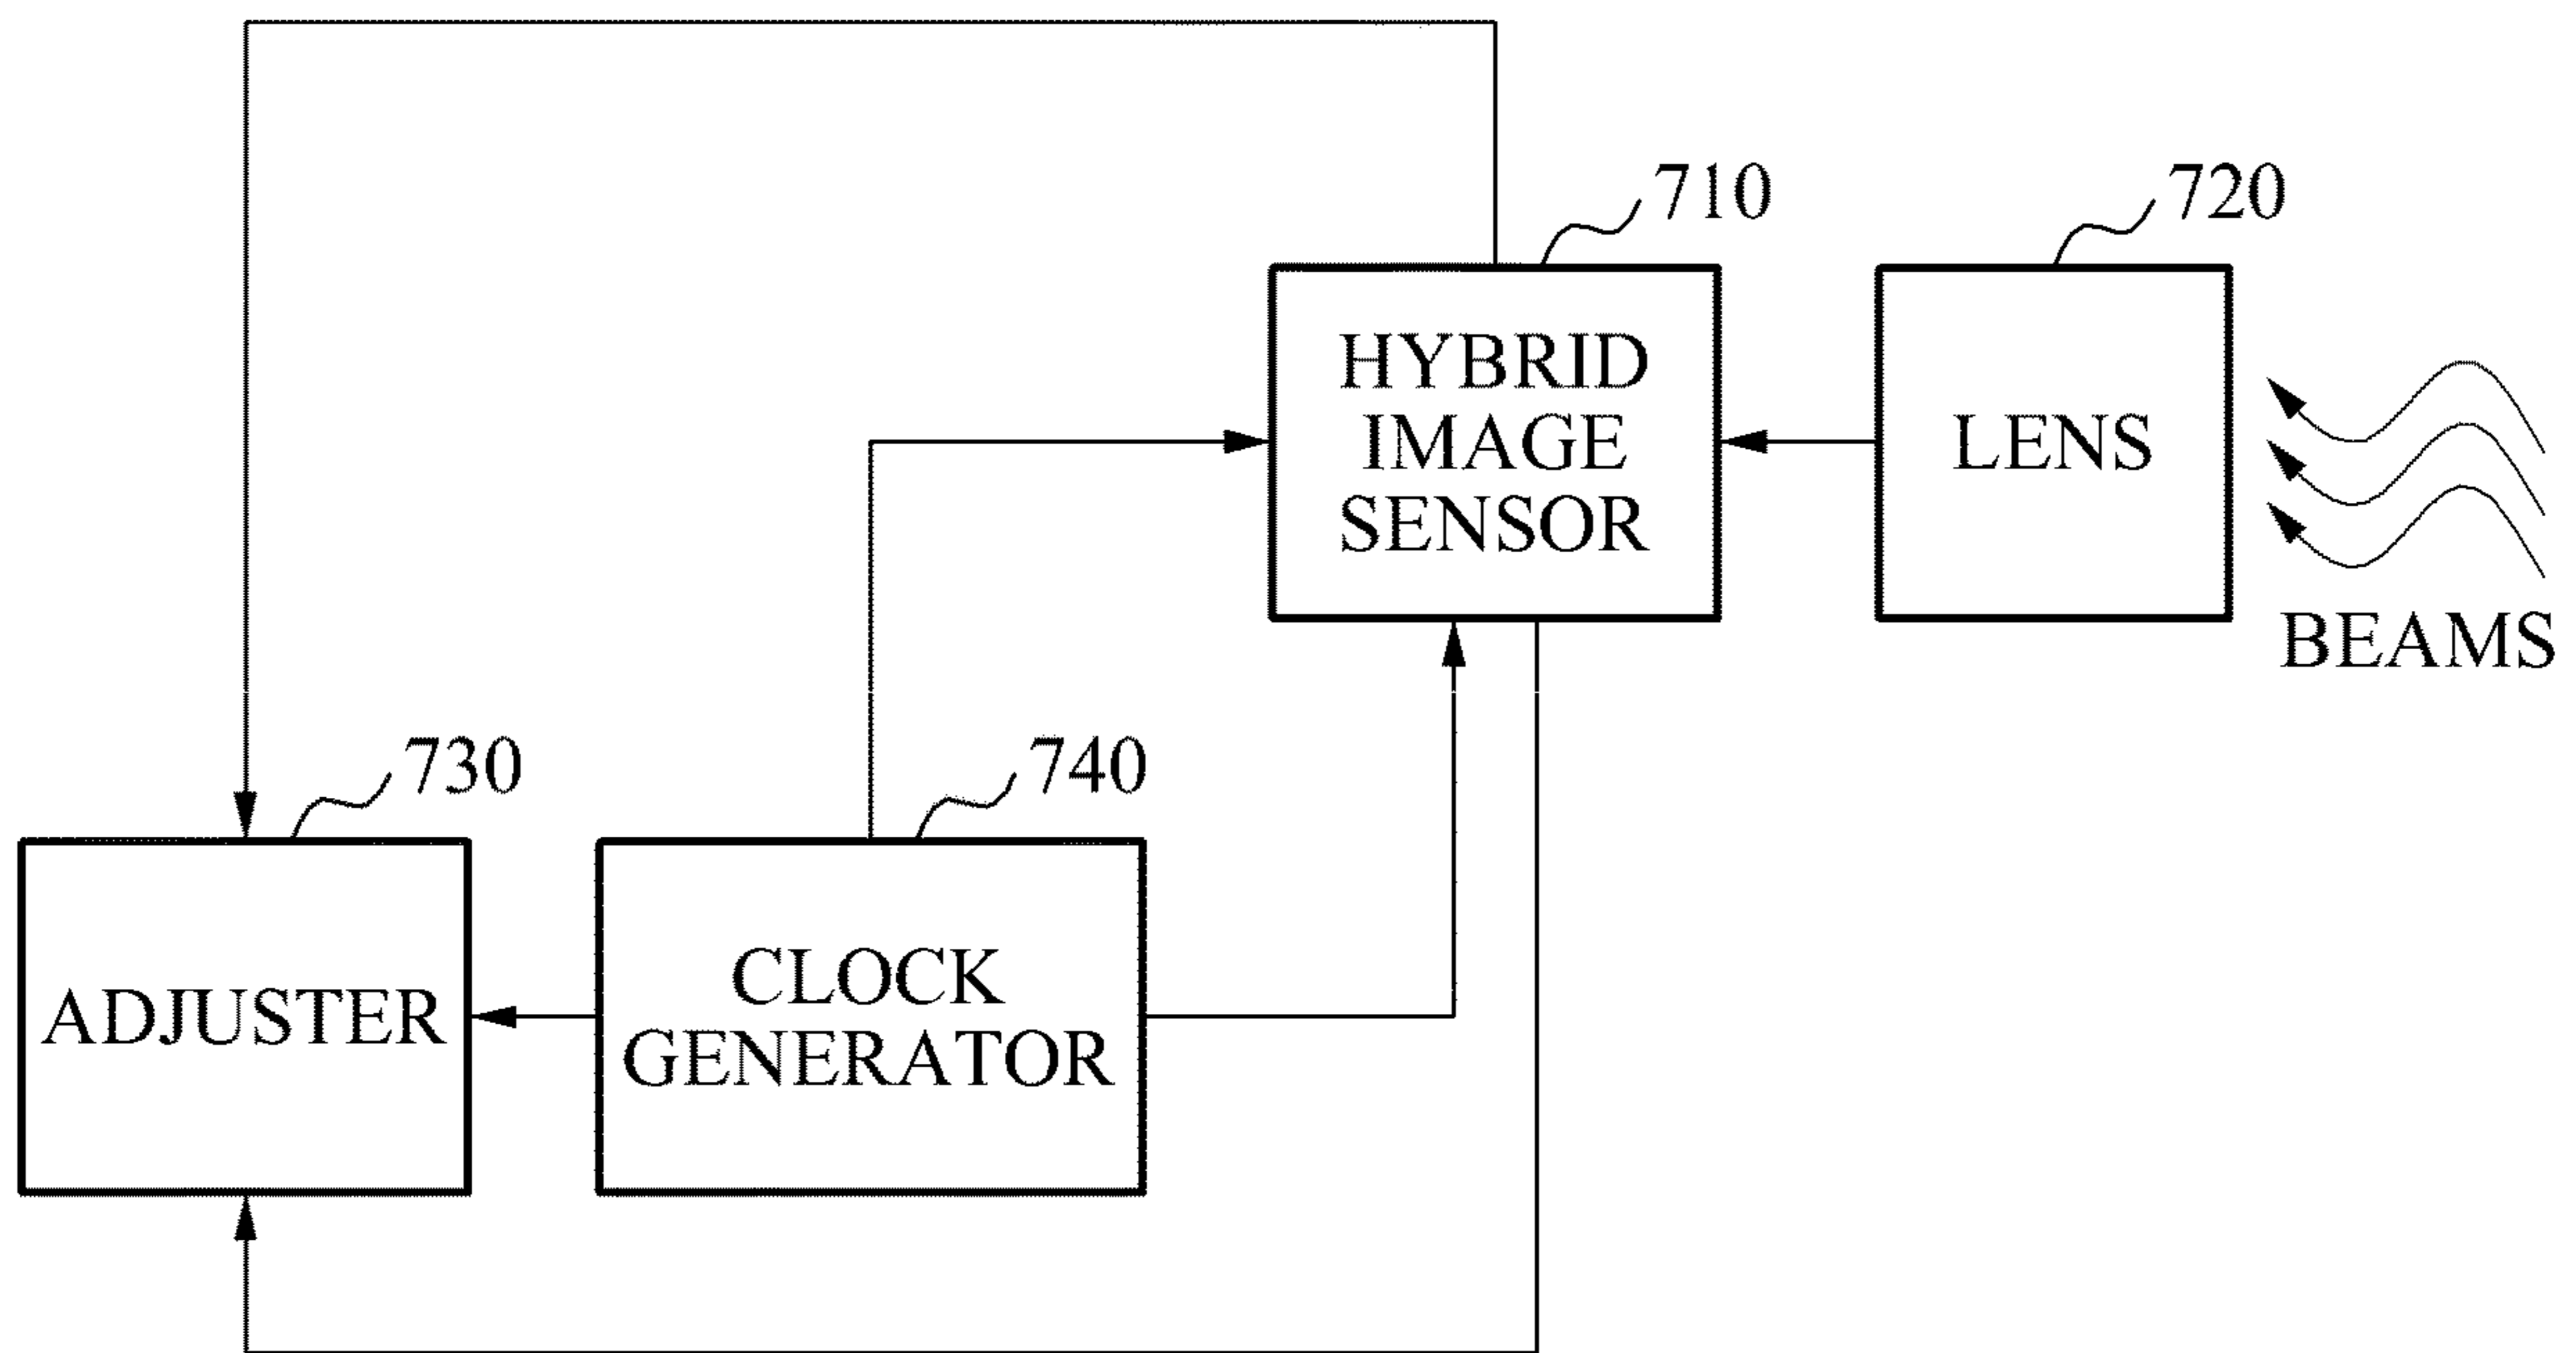 710
720
HYBRID
IMAGE
SENSOR
LENS
BEAMS
730
740
ADJUSTER
CLOCK
GENERATOR